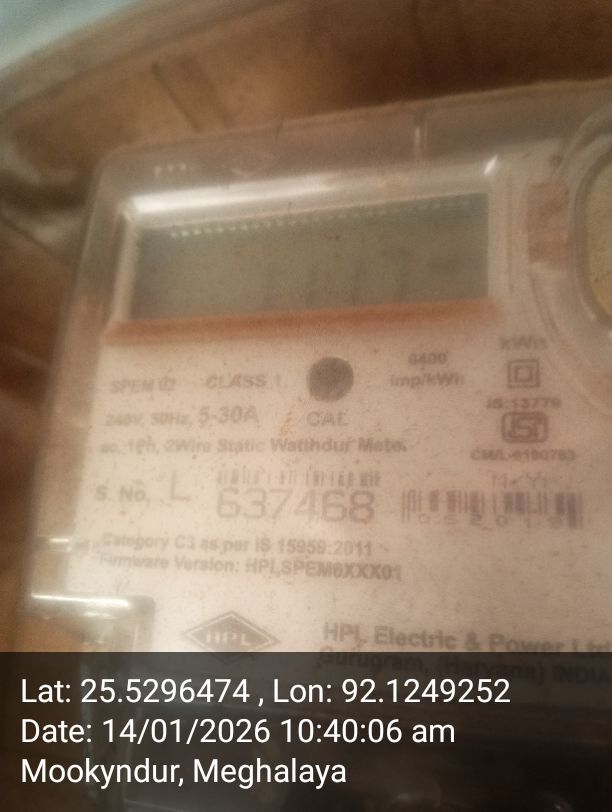 6400
kWh
SPEM
CLASS 1
imp/kWh
IS:13779
240V, 50Hz, 5-30A
CAL
ac, 1Ph, 2Wire Static Watthour Meter
CM/L-
S. No. L 637468
Category C3 as per IS 15959:2011
Firmware Version: HPLSPEM6XXX01
HPL
HPL Electric & Power Ltd
Gurugram, (Haryana) INDIA
Lat: 25.5296474 , Lon: 92.1249252
Date: 14/01/2026 10:40:06 am
Mookyndur, Meghalaya